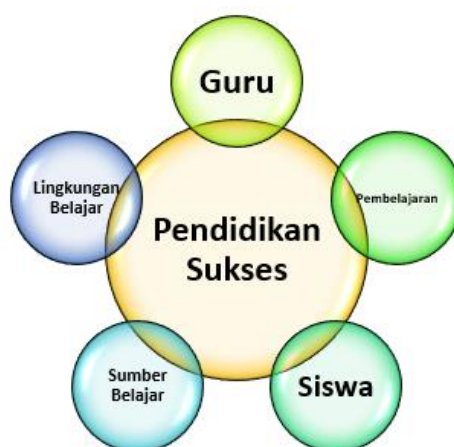 Guru
Lingkungan
Belajar
Pembelajaran
Pendidikan
Sukses
Sumber
Belajar
Siswa